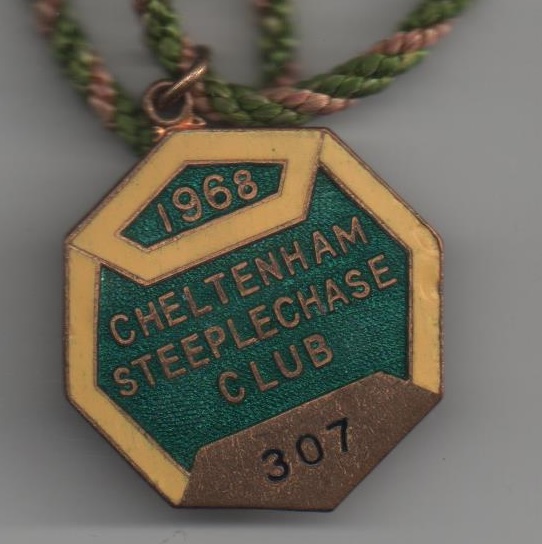 1968
CHELTENHAM
STEEPLECHASE
CLUB
307